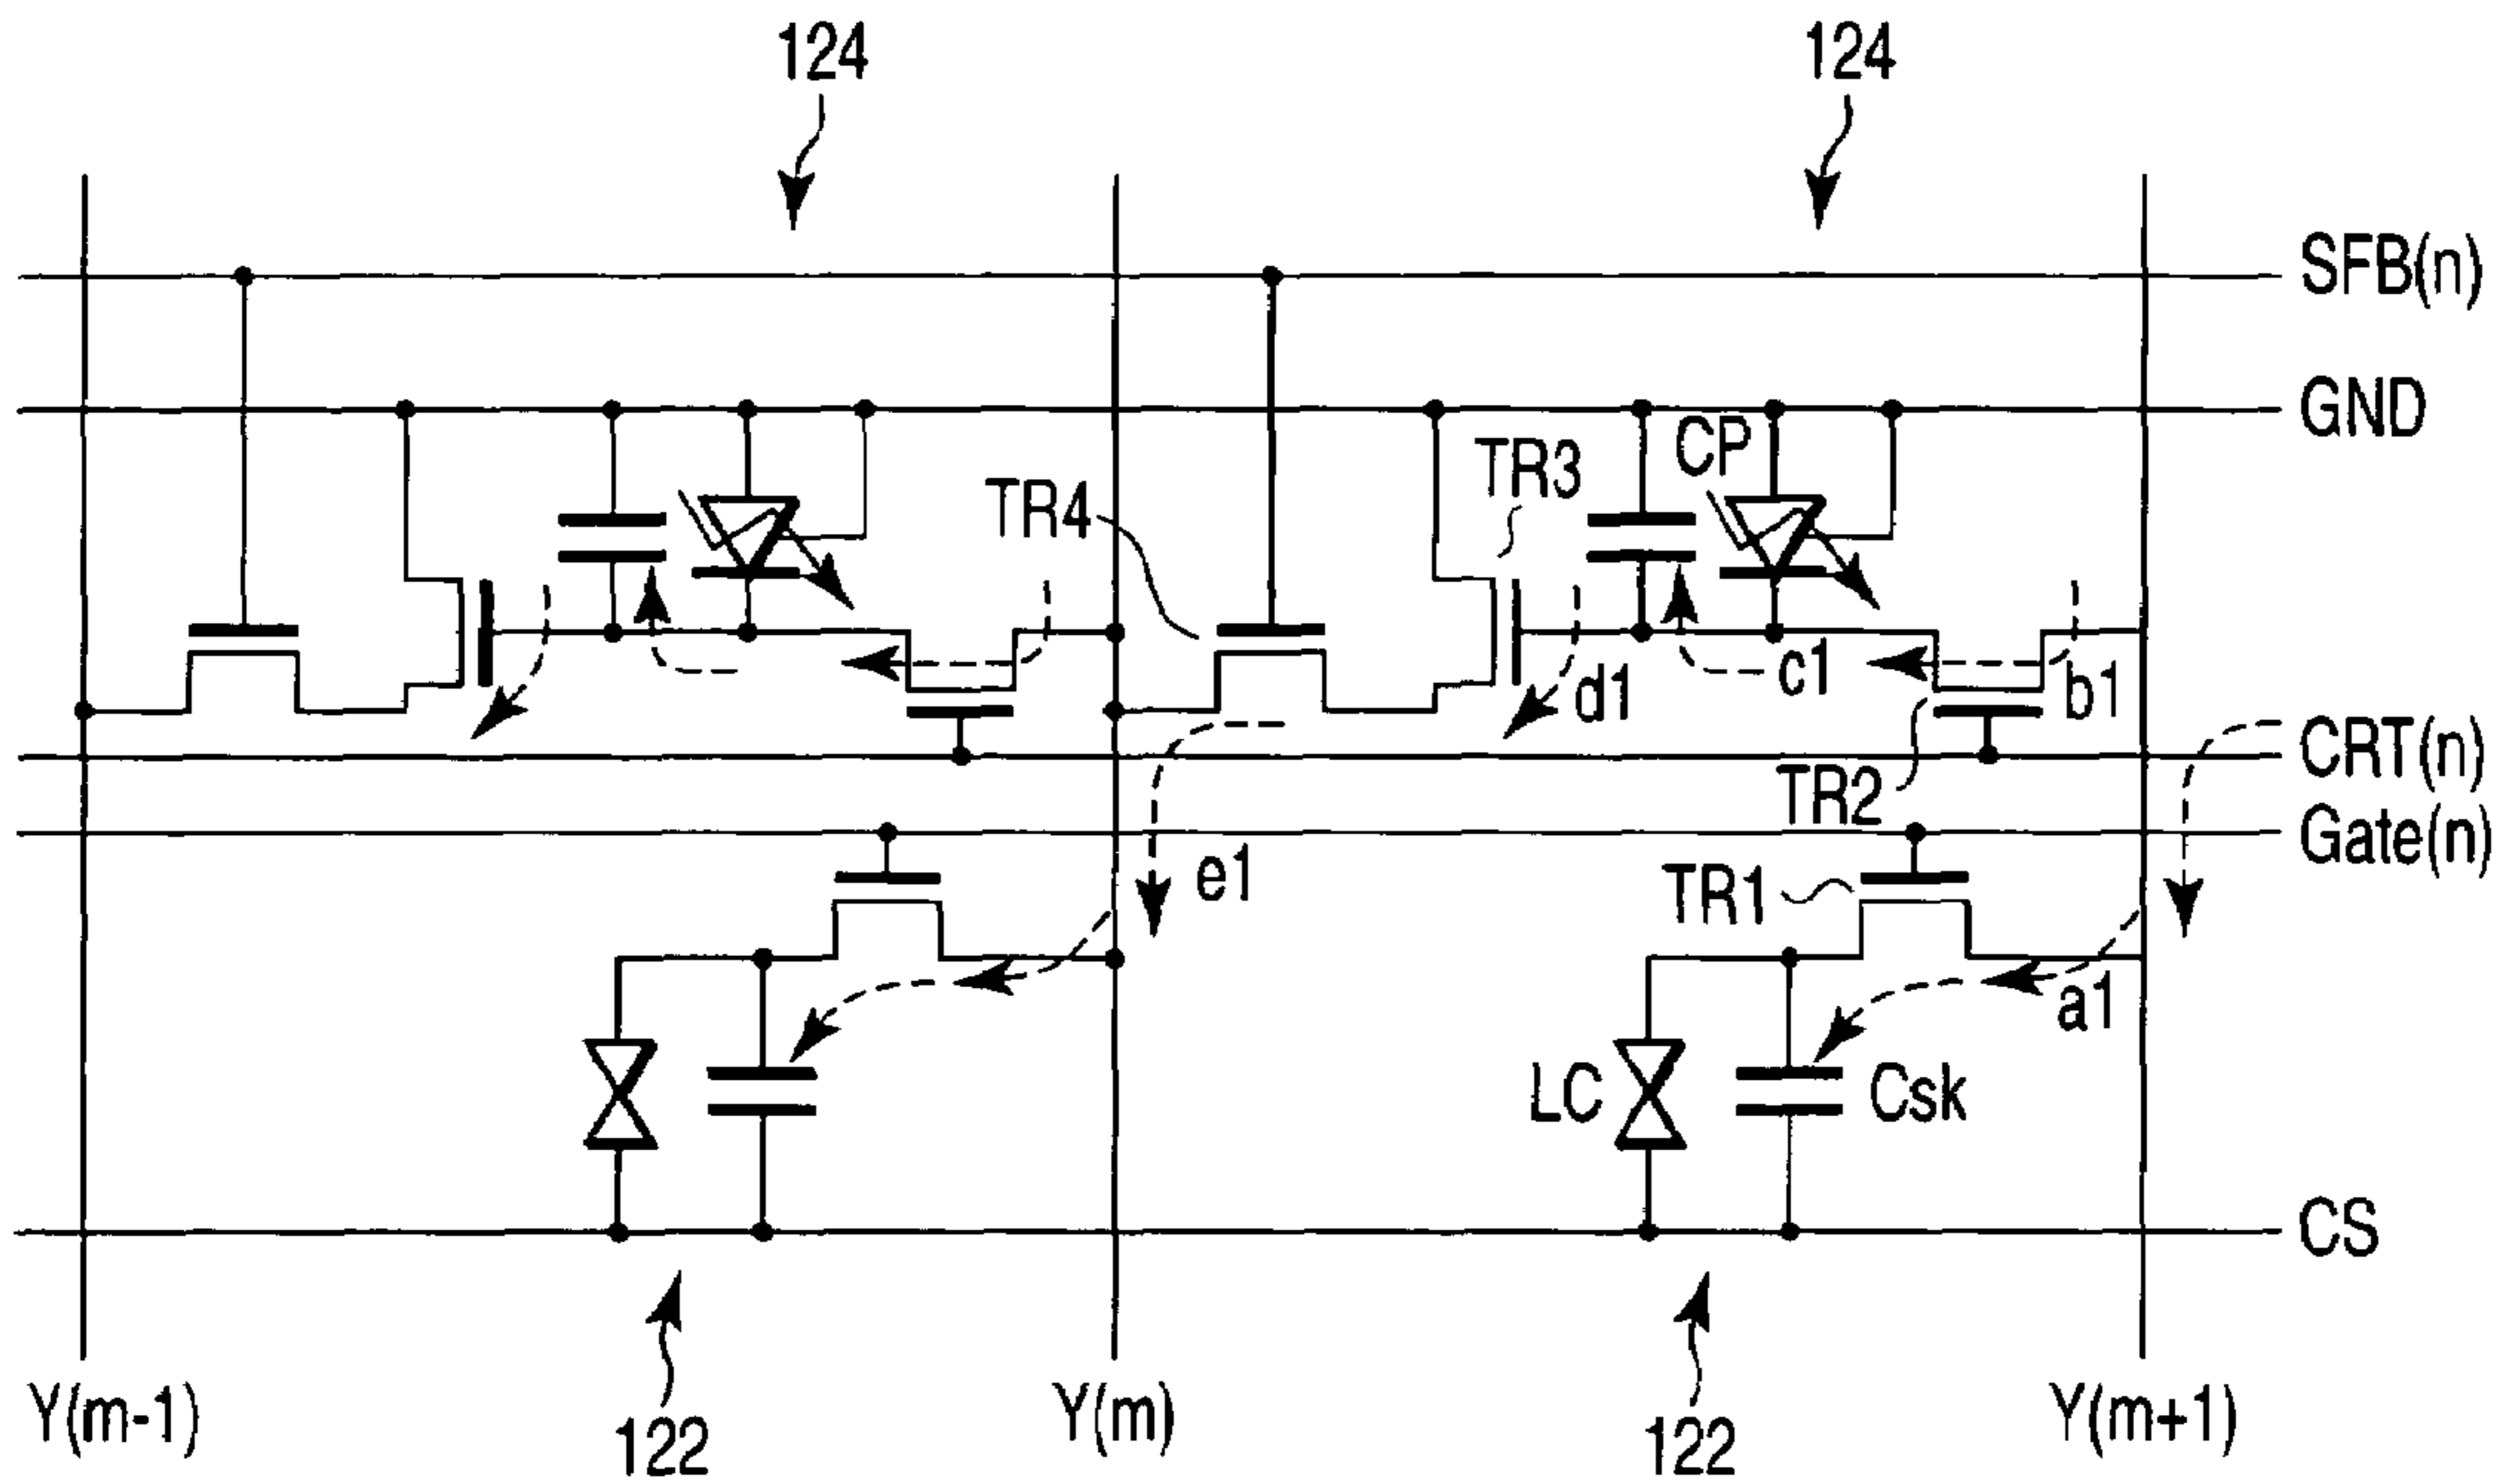 124
124
SFB(n)
GND
CP
TR3
TR4
c1
d1
b1
CRT(n)
TR2
Gate(n)
e1
TR1
a1
LC
Csk
CS
Y(m-1)
Y(m)
Y(m+1)
122
122